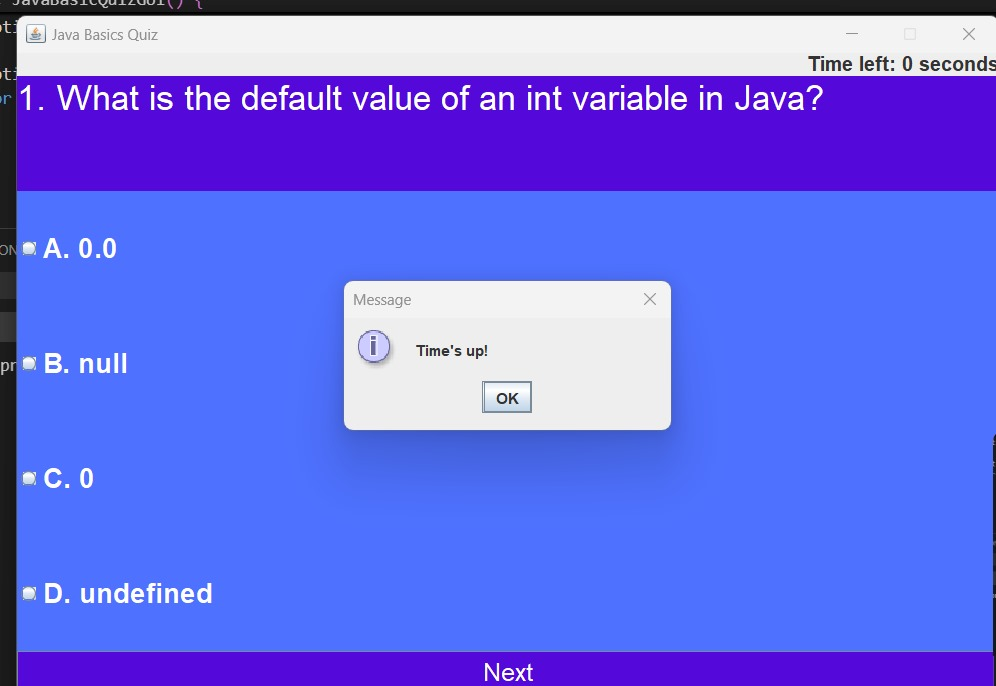 JavaBasicQuizGUI() {
Java Basics Quiz
Time left: 0 seconds
1. What is the default value of an int variable in Java?
A. 0.0
B. null
C. 0
D. undefined
Message
Time's up!
OK
Next